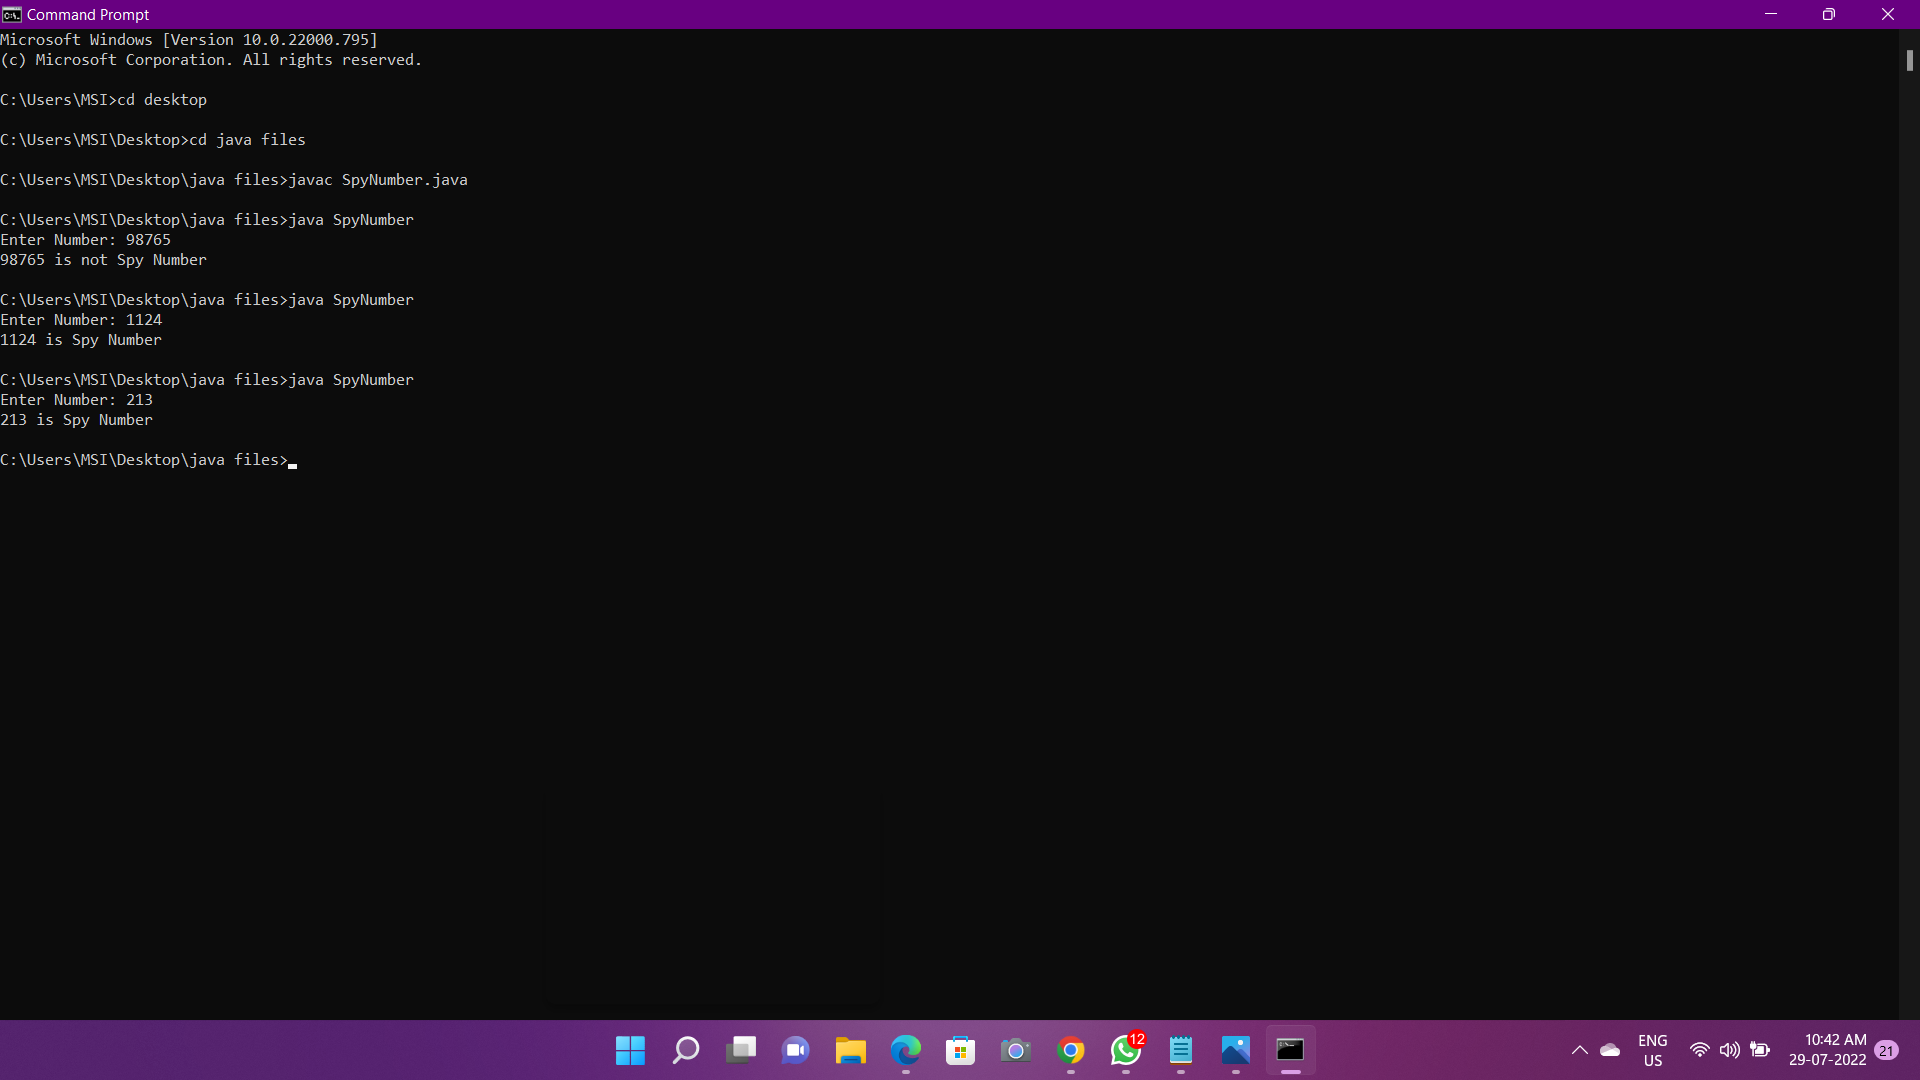 Command Prompt
Microsoft Windows [Version 10.0.22000.795]
(c) Microsoft Corporation. All rights reserved.
C:\Users\MSI>cd desktop
C:\Users\MSI\Desktop>cd java files
C:\Users\MSI\Desktop\java files>javac SpyNumber.java
C:\Users\MSI\Desktop\java files>java SpyNumber
Enter Number: 98765
98765 is not Spy Number
C:\Users\MSI\Desktop\java files>java SpyNumber
Enter Number: 1124
1124 is Spy Number
C:\Users\MSI\Desktop\java files>java SpyNumber
Enter Number: 213
213 is Spy Number
C:\Users\MSI\Desktop\java files>
12
ENG
US
10:42 AM
29-07-2022
21